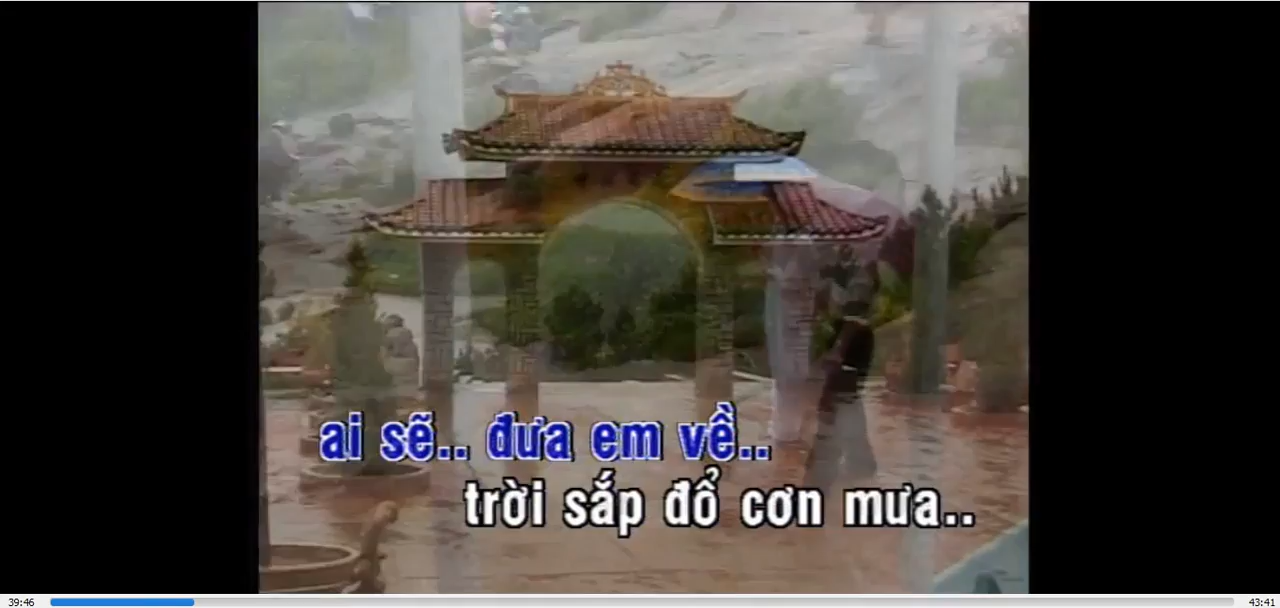 ai sẽ.. đưa em về..
trời sắp đổ cơn mưa..
39:46
43:41